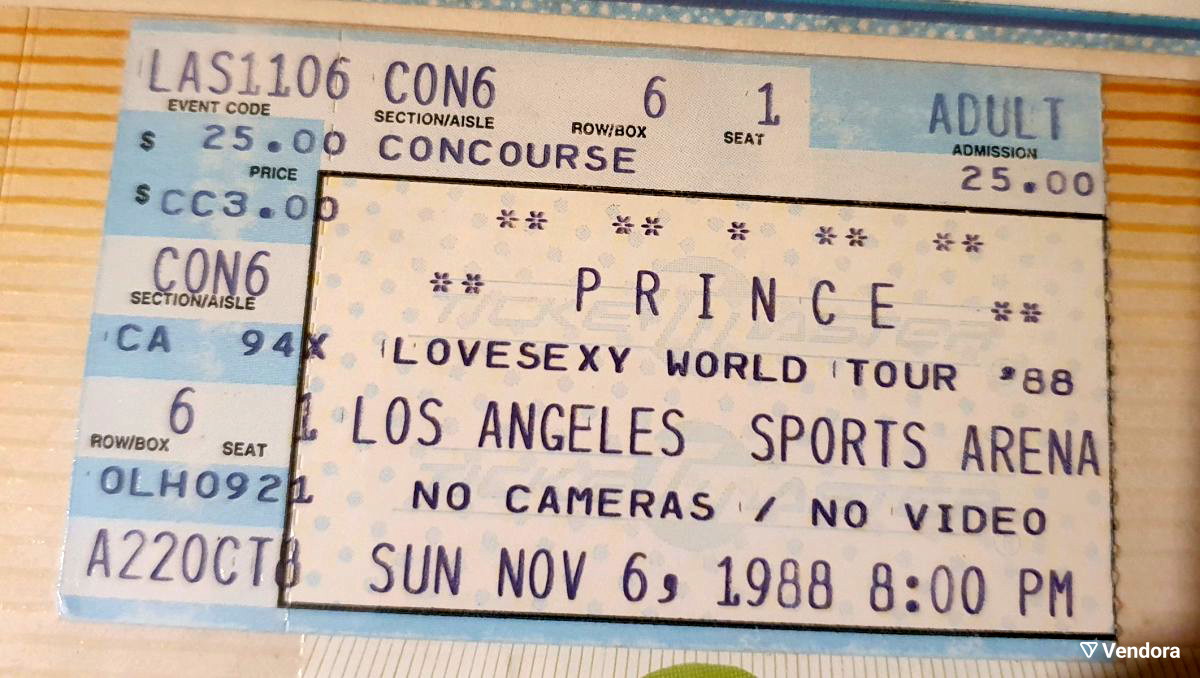 LAS1106 CON6 6 1 ADULT
EVENT CODE SECTION/AISLE ROW/BOX SEAT ADMISSION
$ 25.00 CONCOURSE 25.00
PRICE
$ CC3.00
** ** * ** **
CON6 ** PRINCE **
SECTION/AISLE
TICKETMASTER
CA 94X LOVESEXY WORLD TOUR '88
6 1 LOS ANGELES SPORTS ARENA
ROW/BOX SEAT
OLH0921 NO CAMERAS / NO VIDEO
A22OCT8 SUN NOV 6, 1988 8:00 PM
Vendora